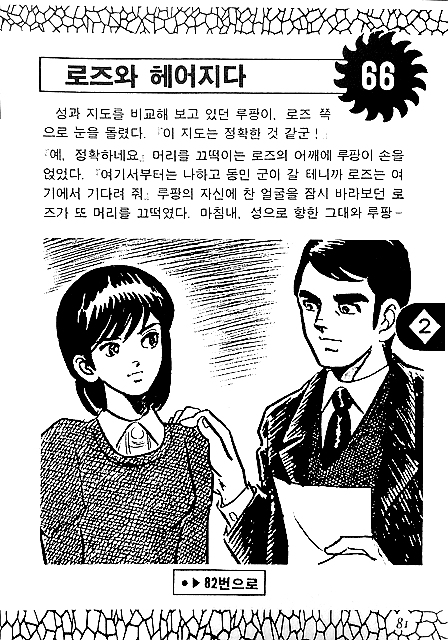 로즈와 헤어지다
66
성과 지도를 비교해 보고 있던 루팡이, 로즈 쪽
으로 눈을 돌렸다. 『이 지도는 정확한 것 같군!』
『예, 정확하네요』 머리를 끄떡이는 로즈의 어깨에 루팡이 손을
얹었다. 『여기서부터는 나하고 동민 군이 갈 테니까 로즈는 여
기에서 기다려 줘』 루팡의 자신에 찬 얼굴을 잠시 바라보던 로
즈가 또 머리를 끄떡였다. 마침내, 성으로 향한 그대와 루팡–
2
●▶82번으로
81